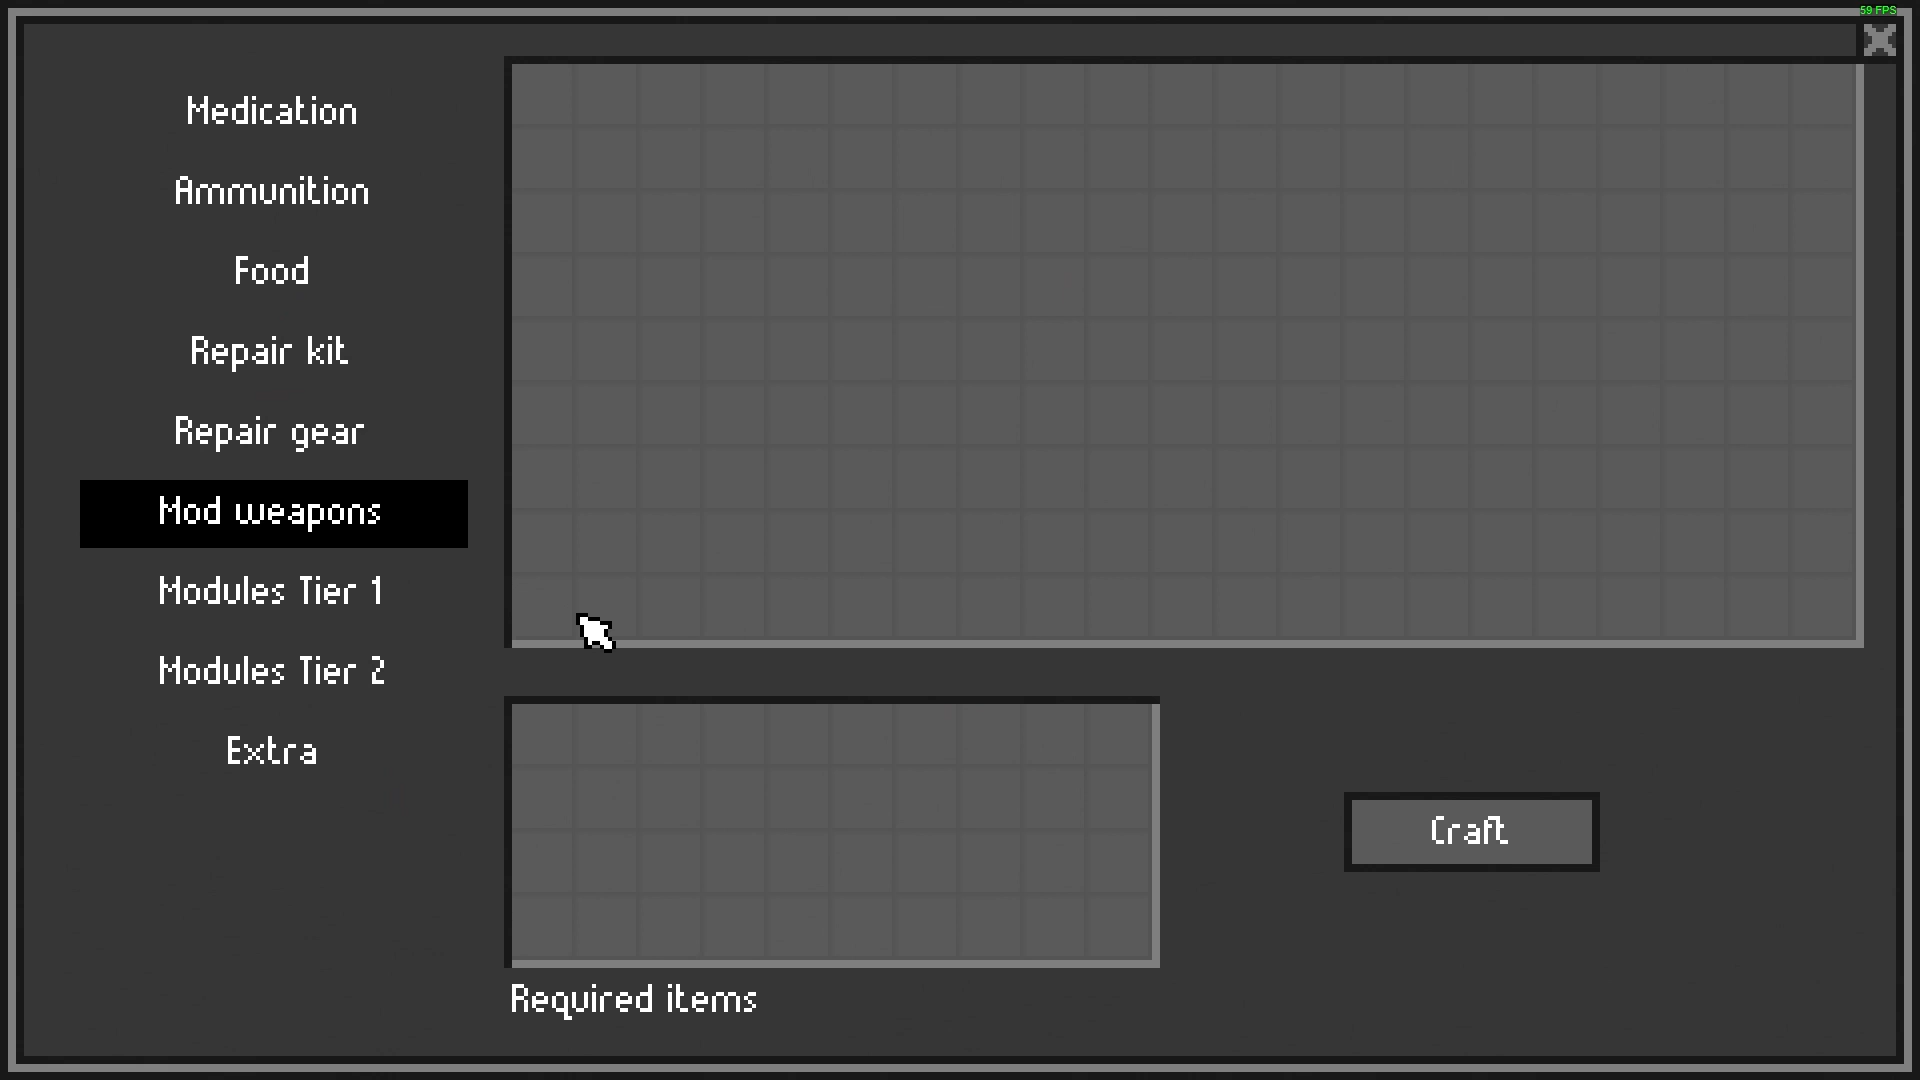 59 FPS
Medication
Ammunition
Food
Repair kit
Repair gear
Mod weapons
Modules Tier 1
Modules Tier 2
Extra
Craft
Required items